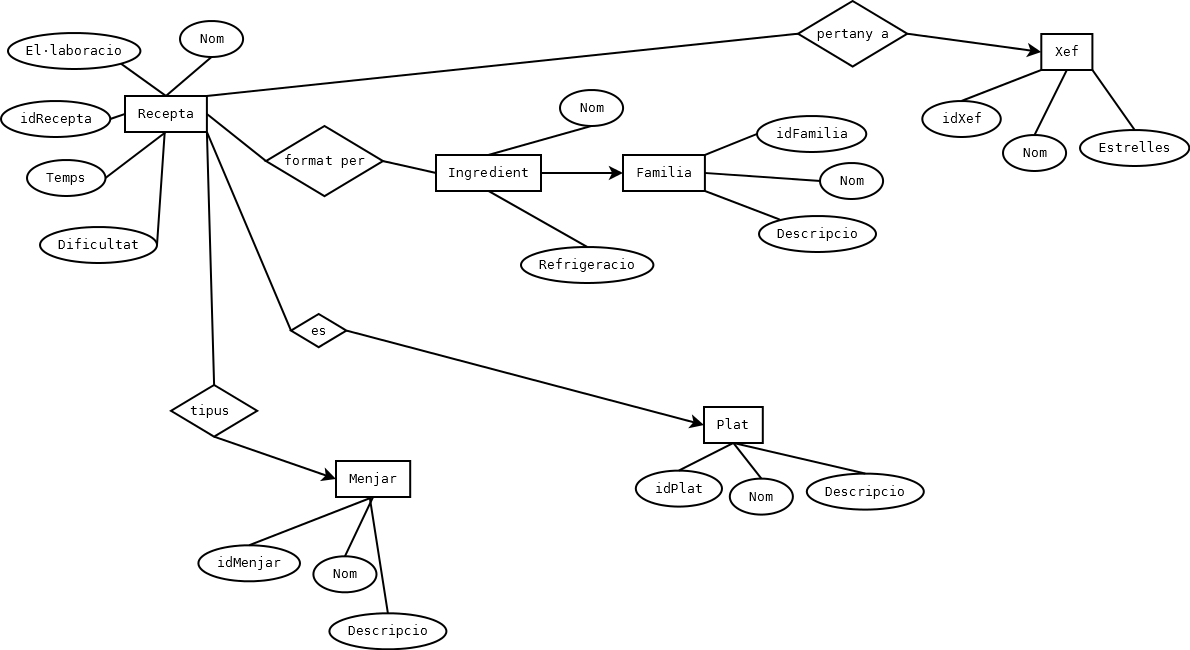 pertany a
Nom
El·laboracio
Xef
Nom
Recepta
idRecepta
idXef
idFamilia
Nom
Estrelles
format per
Ingredient
Familia
Temps
Nom
Dificultat
Descripcio
Refrigeracio
es
tipus
Plat
Menjar
idPlat
Nom
Descripcio
idMenjar
Nom
Descripcio